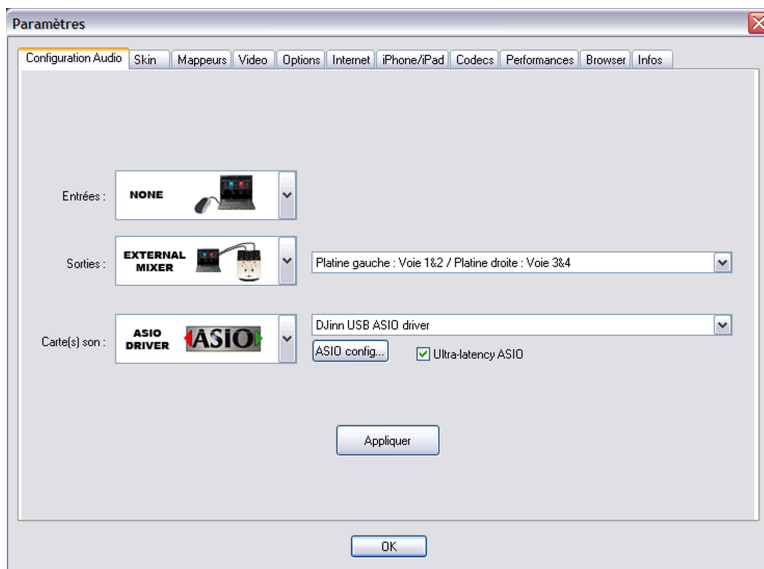 Paramètres
Configuration Audio Skin Mappeurs Video Options Internet iPhone/iPad Codecs Performances Browser Infos
Entrées : NONE
Sorties : EXTERNAL MIXER Platine gauche : Voie 1&2 / Platine droite : Voie 3&4
Carte(s) son : ASIO DRIVER ASIO DJinn USB ASIO driver
ASIO config... Ultra-latency ASIO
Appliquer
OK